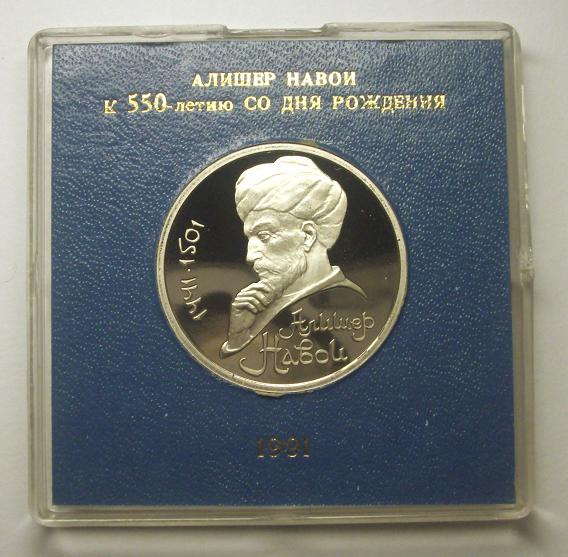 АЛИШЕР НАВОИ
К 550-летию СО ДНЯ РОЖДЕНИЯ
1441·1501
Алишер
Навои
1991